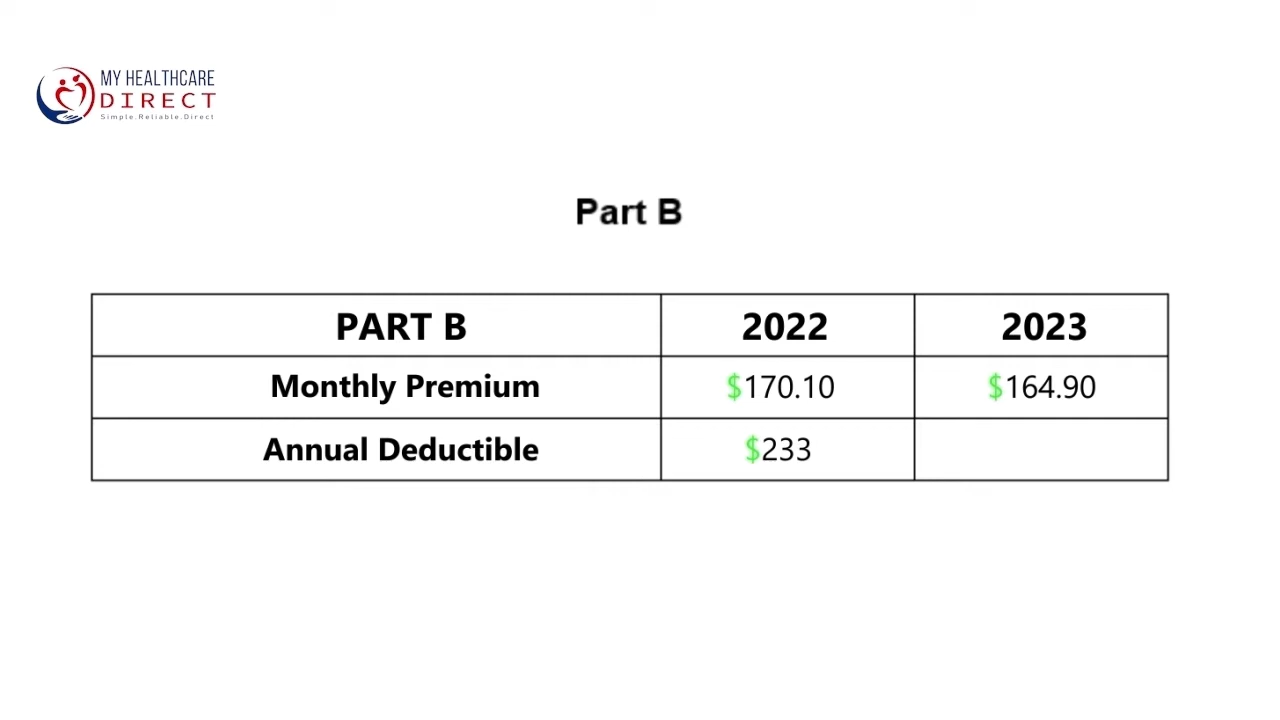 MY HEALTHCARE
DIRECT
Simple.Reliable.Direct
Part B
PART B 2022 2023
Monthly Premium $170.10 $164.90
Annual Deductible $233